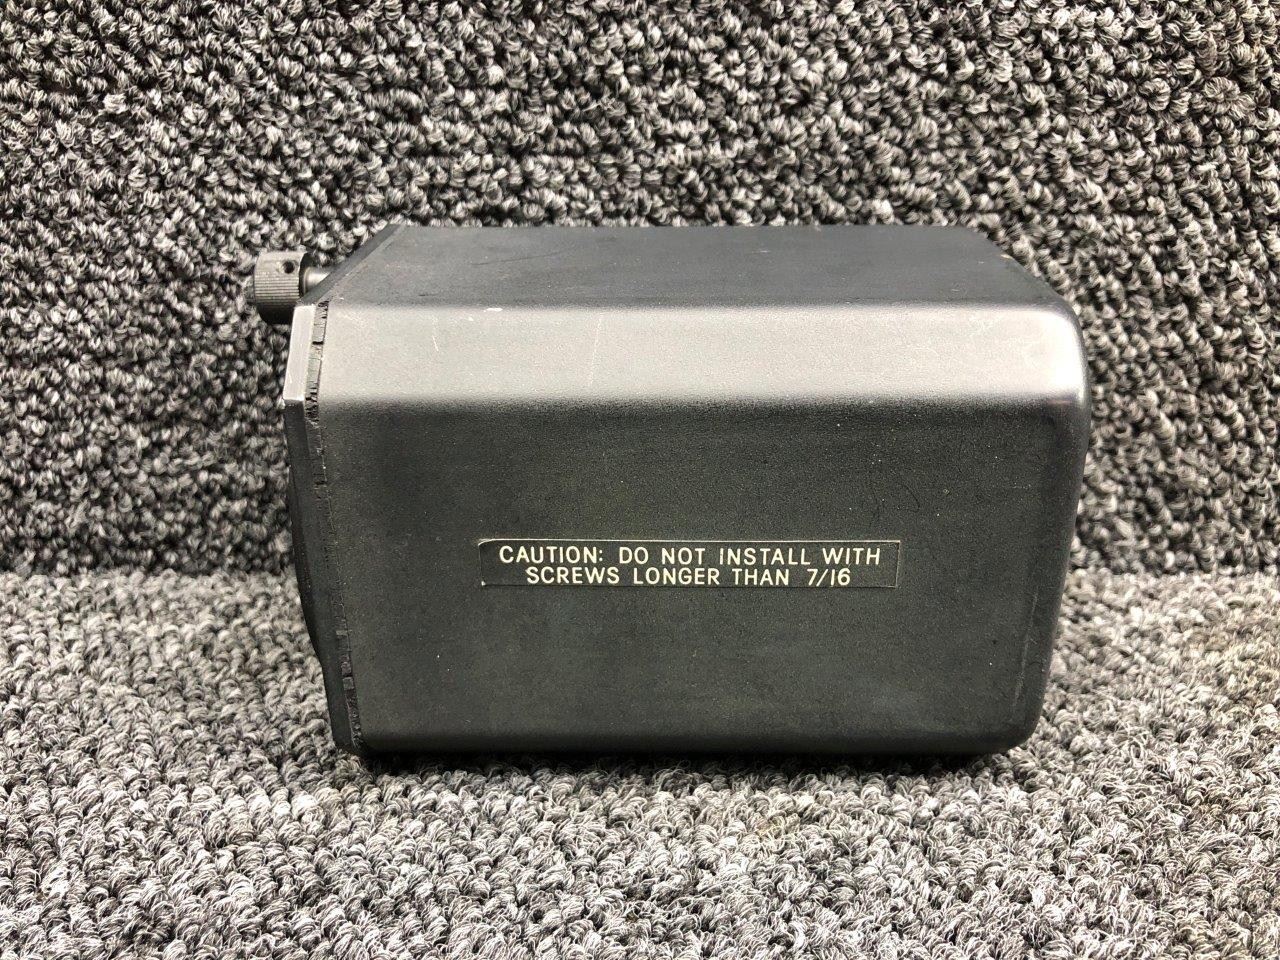 CAUTION: DO NOT INSTALL WITH
SCREWS LONGER THAN 7/16